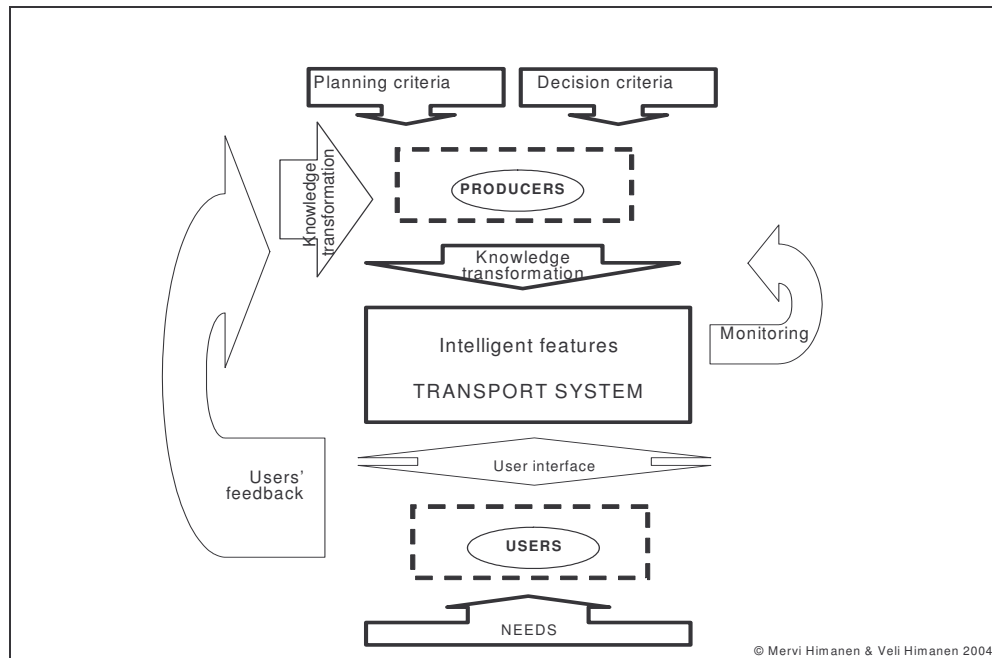 Planning criteria
Decision criteria
Knowledge
transformation
PRODUCERS
Knowledge
transformation
Intelligent features
TRANSPORT SYSTEM
Monitoring
User interface
Users’
feedback
USERS
NEEDS
© Mervi Himanen & Veli Himanen 2004